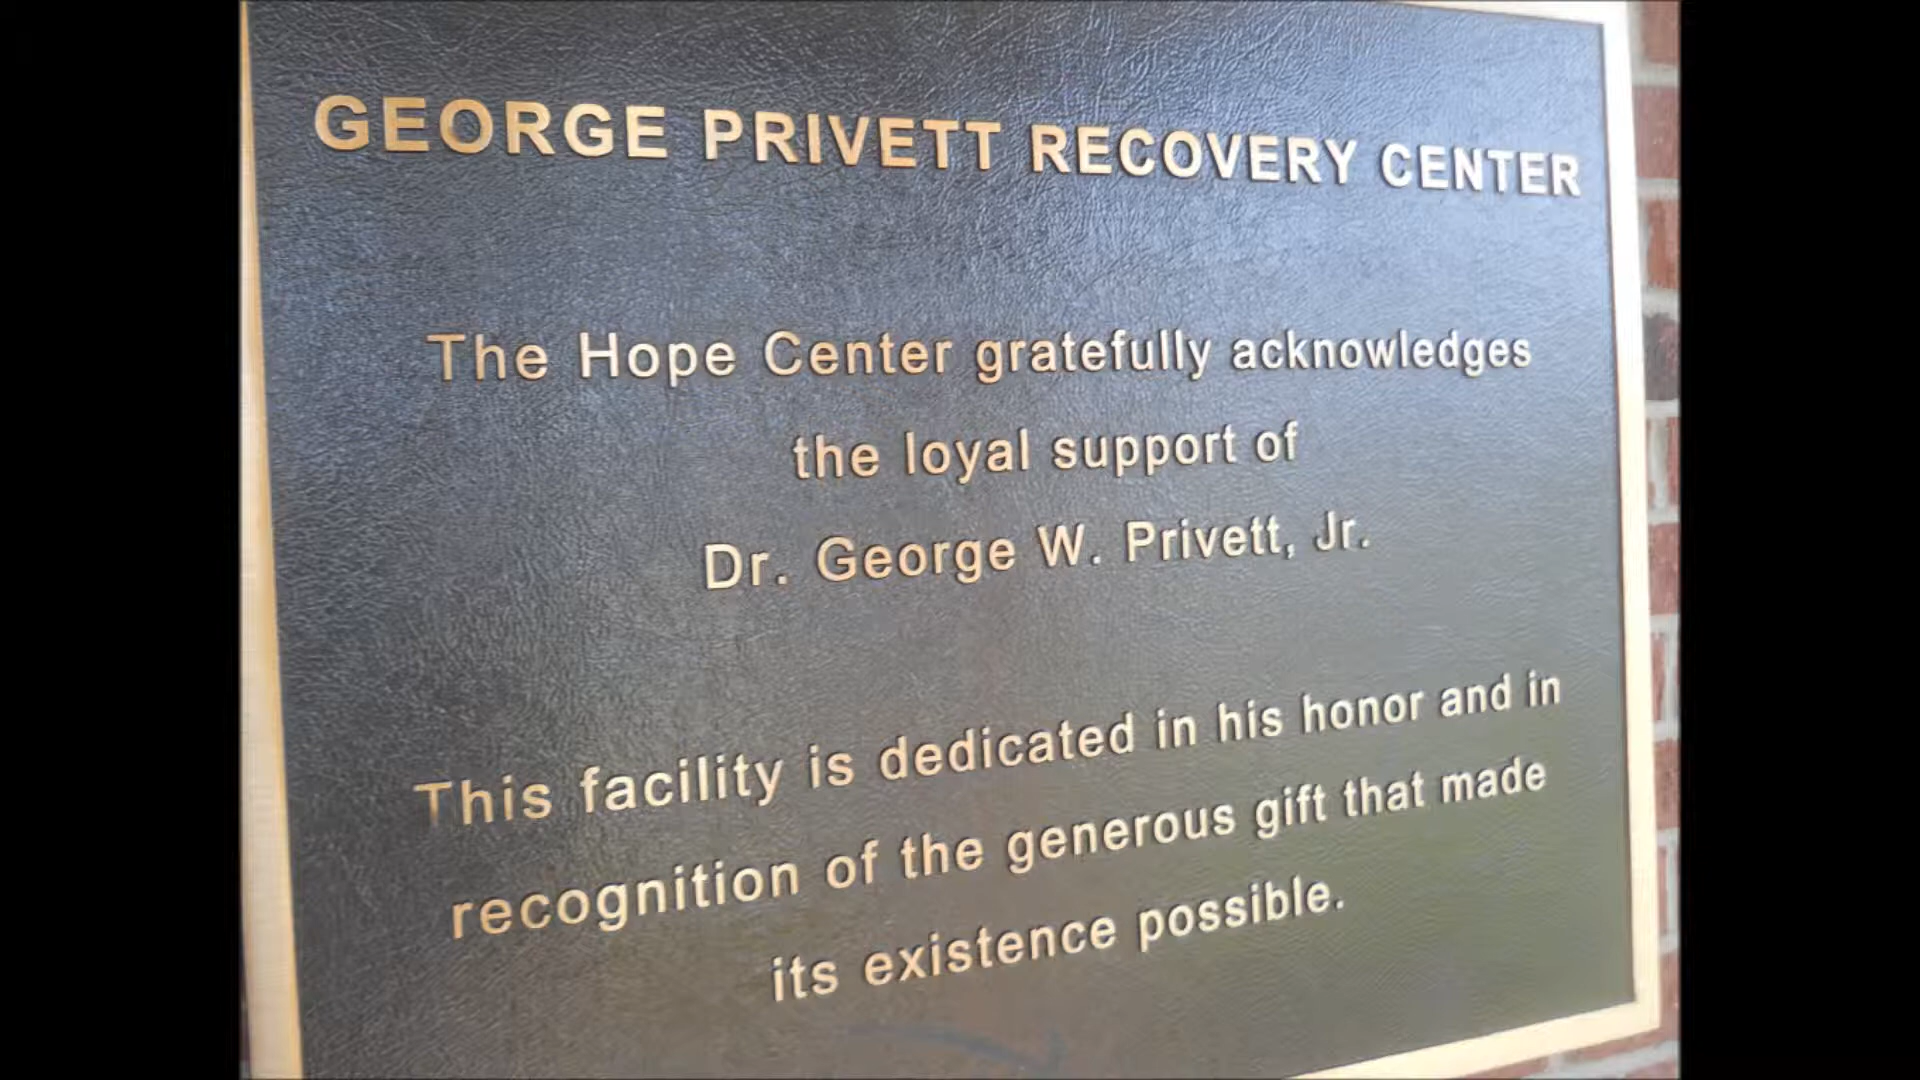 GEORGE PRIVETT RECOVERY CENTER
The Hope Center gratefully acknowledges
the loyal support of
Dr. George W. Privett, Jr.
This facility is dedicated in his honor and in
recognition of the generous gift that made
its existence possible.